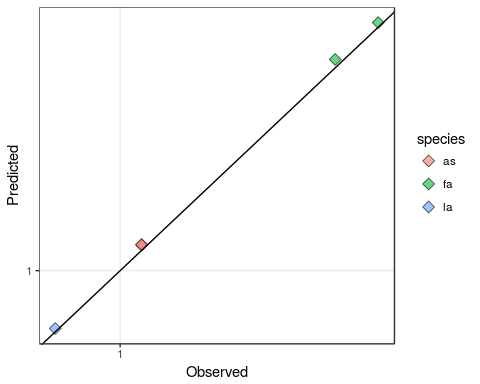 Predicted
1
1
Observed
species
as
fa
la